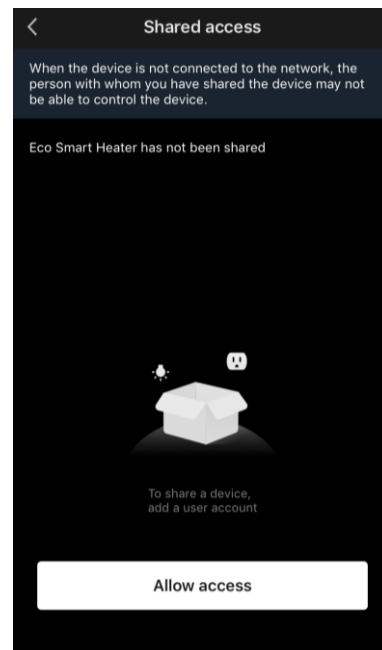 Shared access
When the device is not connected to the network, the
person with whom you have shared the device may not
be able to control the device.
Eco Smart Heater has not been shared
To share a device,
add a user account
Allow access